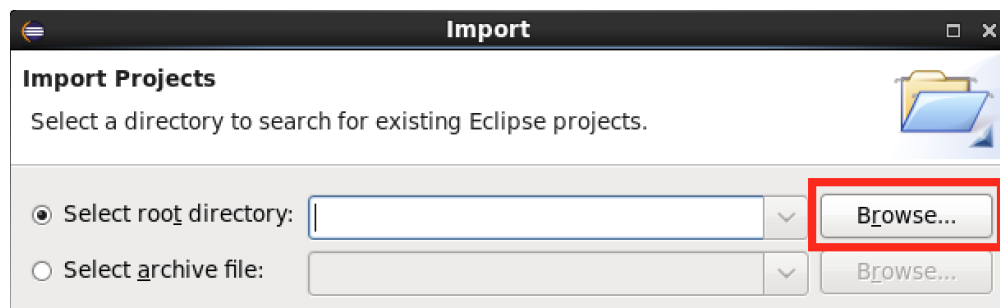 Import
Import Projects
Select a directory to search for existing Eclipse projects.
Select root directory: Browse...
Select archive file: Browse...